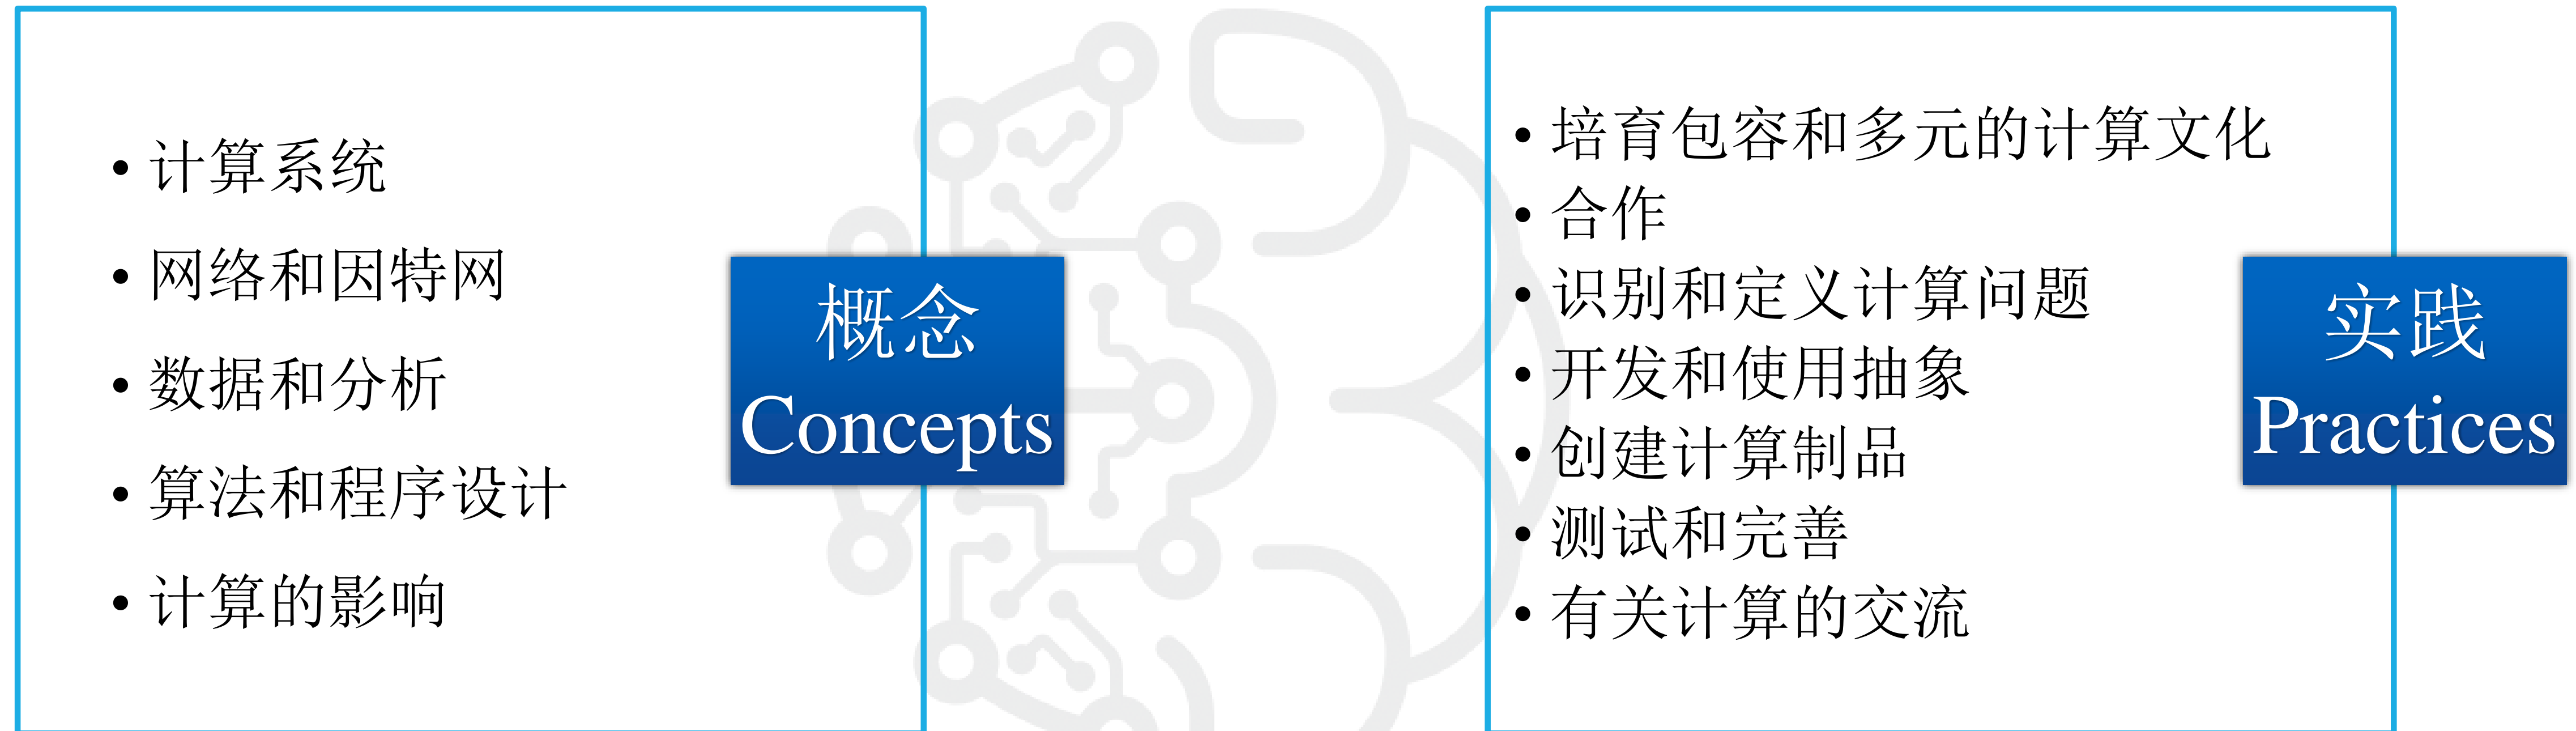 • 计算系统
• 网络和因特网
• 数据和分析
• 算法和程序设计
• 计算的影响
概念
Concepts
• 培育包容和多元的计算文化
• 合作
• 识别和定义计算问题
• 开发和使用抽象
• 创建计算制品
• 测试和完善
• 有关计算的交流
实践
Practices